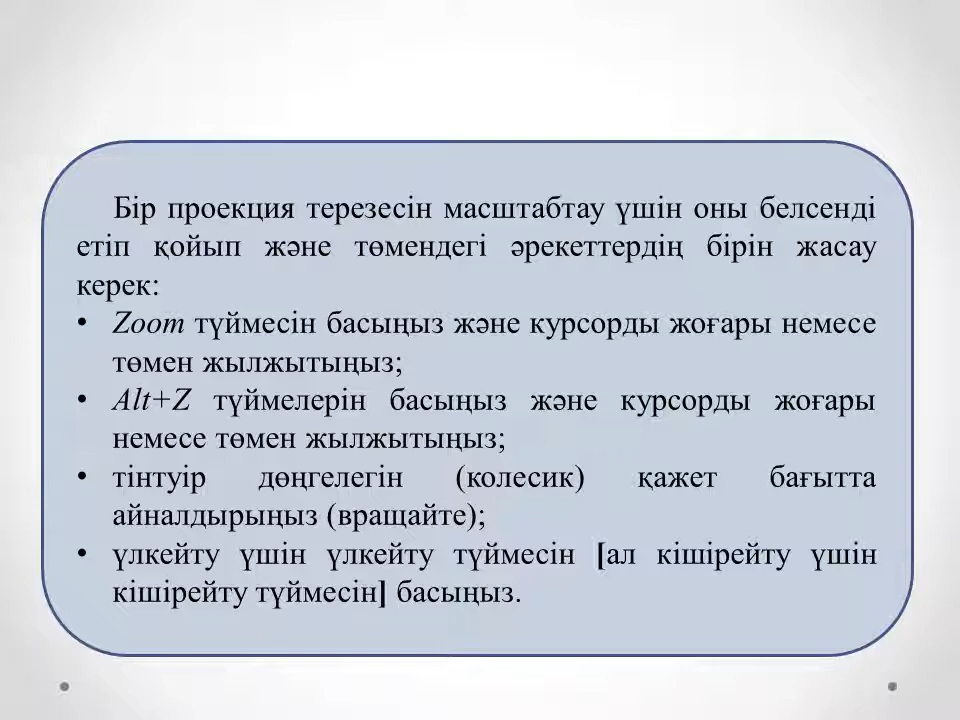 Бір проекция терезесін масштабтау үшін оны белсенді
етіп қойып және төмендегі әрекеттердің бірін жасау
керек:
• Zoom түймесін басыңыз және курсорды жоғары немесе
төмен жылжытыңыз;
• Alt+Z түймелерін басыңыз және курсорды жоғары
немесе төмен жылжытыңыз;
• тінтуір дөңгелегін (колесик) қажет бағытта
айналдырыңыз (вращайте);
• үлкейту үшін үлкейту түймесін [ал кішірейту үшін
кішірейту түймесін] басыңыз.